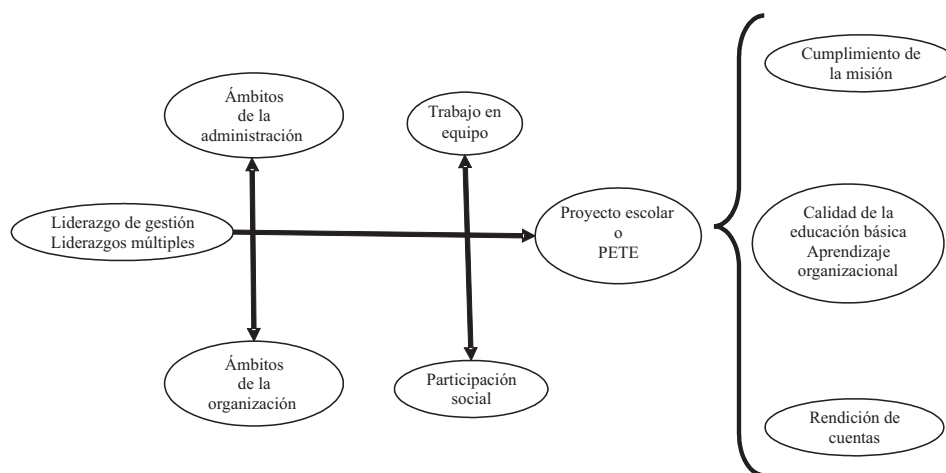 Ámbitos
de la
administración
Trabajo en
equipo
Cumplimiento de
la misión
Liderazgo de gestión
Liderazgos múltiples
Proyecto escolar
o
PETE
Calidad de la
educación básica
Aprendizaje
organizacional
Ámbitos
de la
organización
Participación
social
Rendición de
cuentas